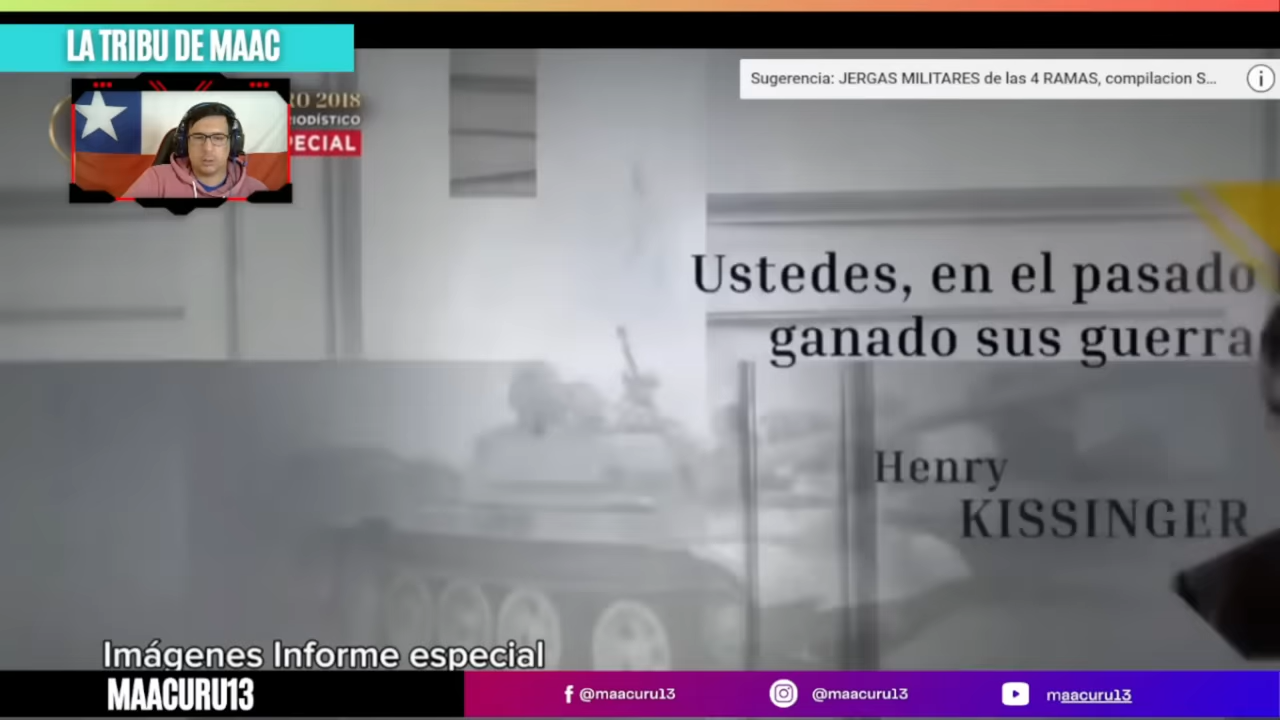 LA TRIBU DE MAAC
RO 2018
IODÍSTICO
PECIAL
Sugerencia: JERGAS MILITARES de las 4 RAMAS, compilacion S...
Ustedes, en el pasado
ganado sus guerra
Henry
KISSINGER
Imágenes Informe especial
MAACURU13
@maacuru13
@maacuru13
maacuru13